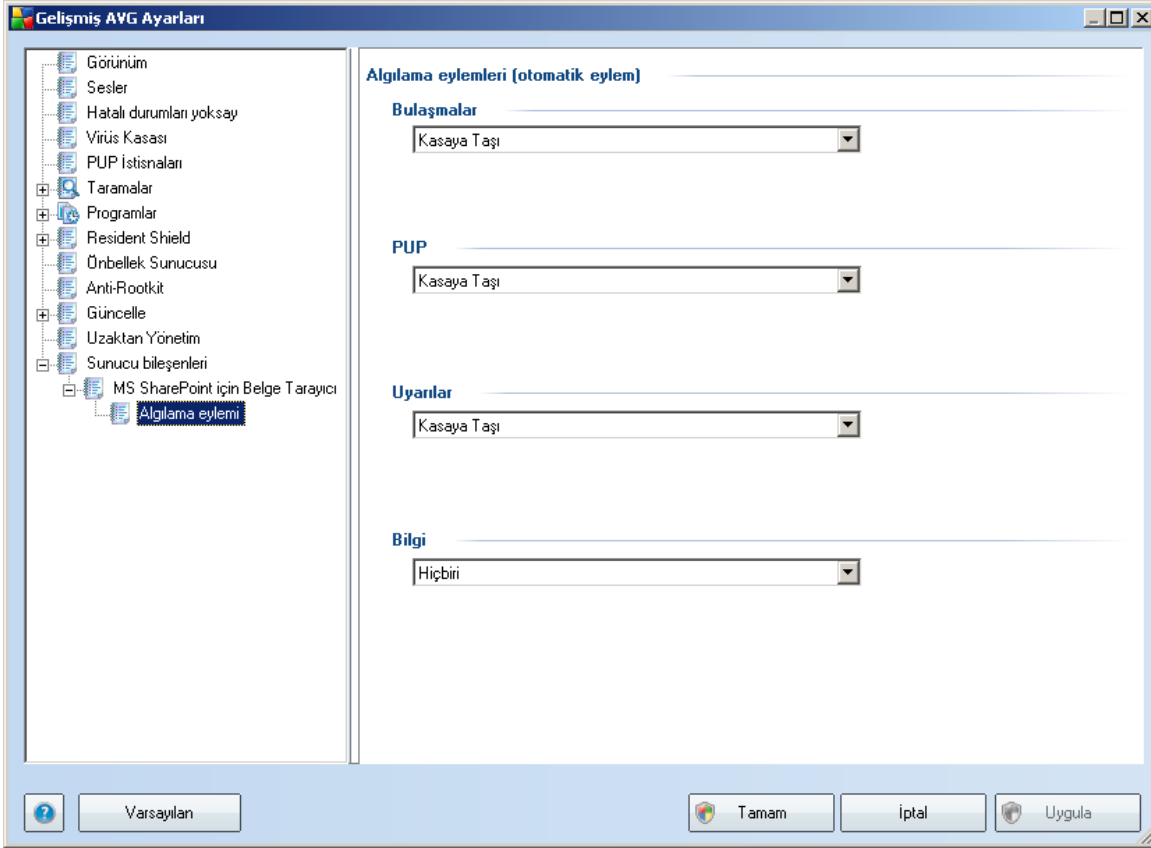 Gelişmiş AVG Ayarları
Görünüm
Sesler
Hatalı durumları yoksay
Virüs Kasası
PUP İstisnaları
Taramalar
Programlar
Resident Shield
Önbellek Sunucusu
Anti-Rootkit
Güncelle
Uzaktan Yönetim
Sunucu bileşenleri
MS SharePoint için Belge Tarayıcı
Algılama eylemi
Algılama eylemleri (otomatik eylem)
Bulaşmalar
Kasaya Taşı
PUP
Kasaya Taşı
Uyarılar
Kasaya Taşı
Bilgi
Hiçbiri
Varsayılan
Tamam
İptal
Uygula